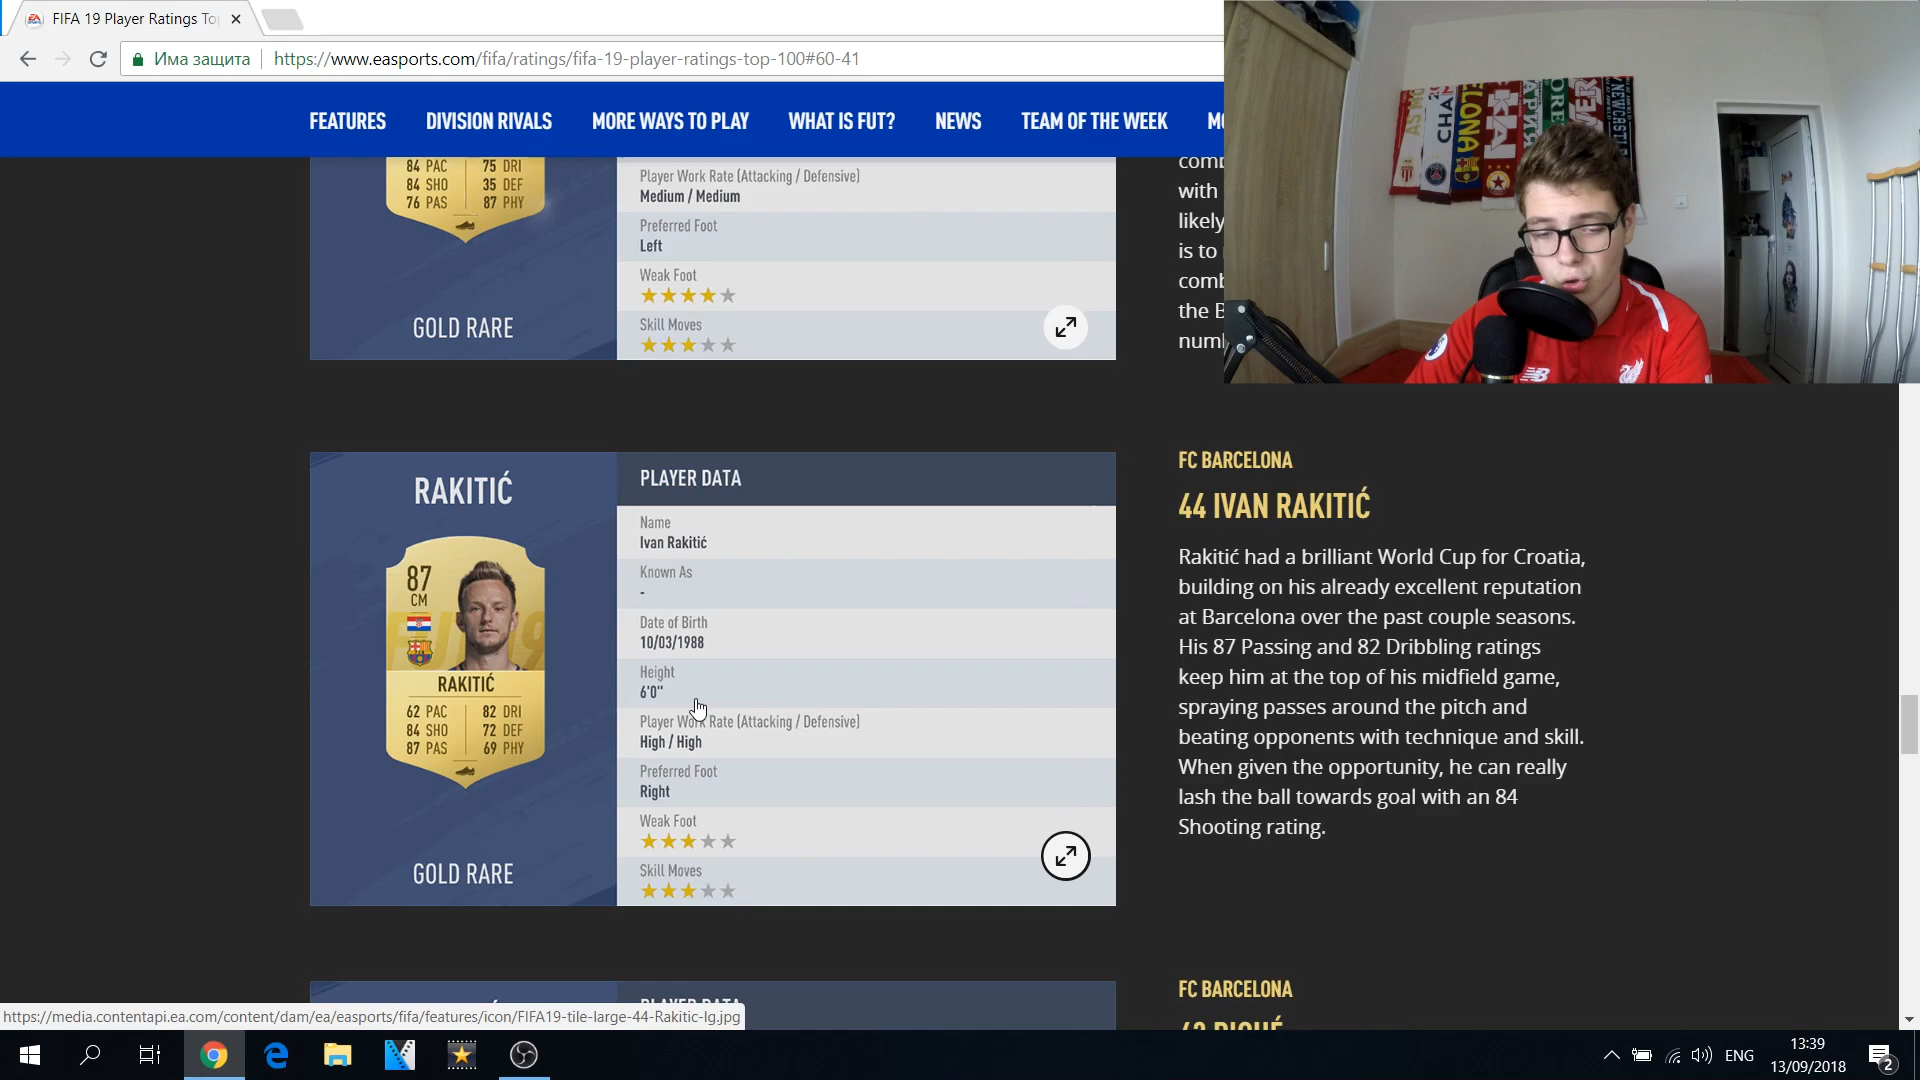 FIFA 19 Player Ratings To
Има защита
https://www.easports.com/fifa/ratings/fifa-19-player-ratings-top-100#60-41
FEATURES
DIVISION RIVALS
MORE WAYS TO PLAY
WHAT IS FUT?
NEWS
TEAM OF THE WEEK
84 PAC 75 DRI
84 SHO 35 DEF
76 PAS 87 PHY
GOLD RARE
Player Work Rate (Attacking / Defensive)
Medium / Medium
Preferred Foot
Left
Weak Foot
Skill Moves
with
likely
is to
the B
CHAN
NEWCASTLE
NB
RAKITIĆ
87
CM
RAKITIĆ
62 PAC 82 DRI
84 SHO 72 DEF
87 PAS 69 PHY
GOLD RARE
PLAYER DATA
Name
Ivan Rakitić
Known As
-
Date of Birth
10/03/1988
Height
6'0"
Player Work Rate (Attacking / Defensive)
High / High
Preferred Foot
Right
Weak Foot
Skill Moves
FC BARCELONA
44 IVAN RAKITIĆ
Rakitić had a brilliant World Cup for Croatia,
building on his already excellent reputation
at Barcelona over the past couple seasons.
His 87 Passing and 82 Dribbling ratings
keep him at the top of his midfield game,
spraying passes around the pitch and
beating opponents with technique and skill.
When given the opportunity, he can really
lash the ball towards goal with an 84
Shooting rating.
PLAYER DATA
FC BARCELONA
https://media.contentapi.ea.com/content/dam/ea/easports/fifa/features/icon/FIFA19-tile-large-44-Rakitic-lg.jpg
ENG
13:39
13/09/2018
2